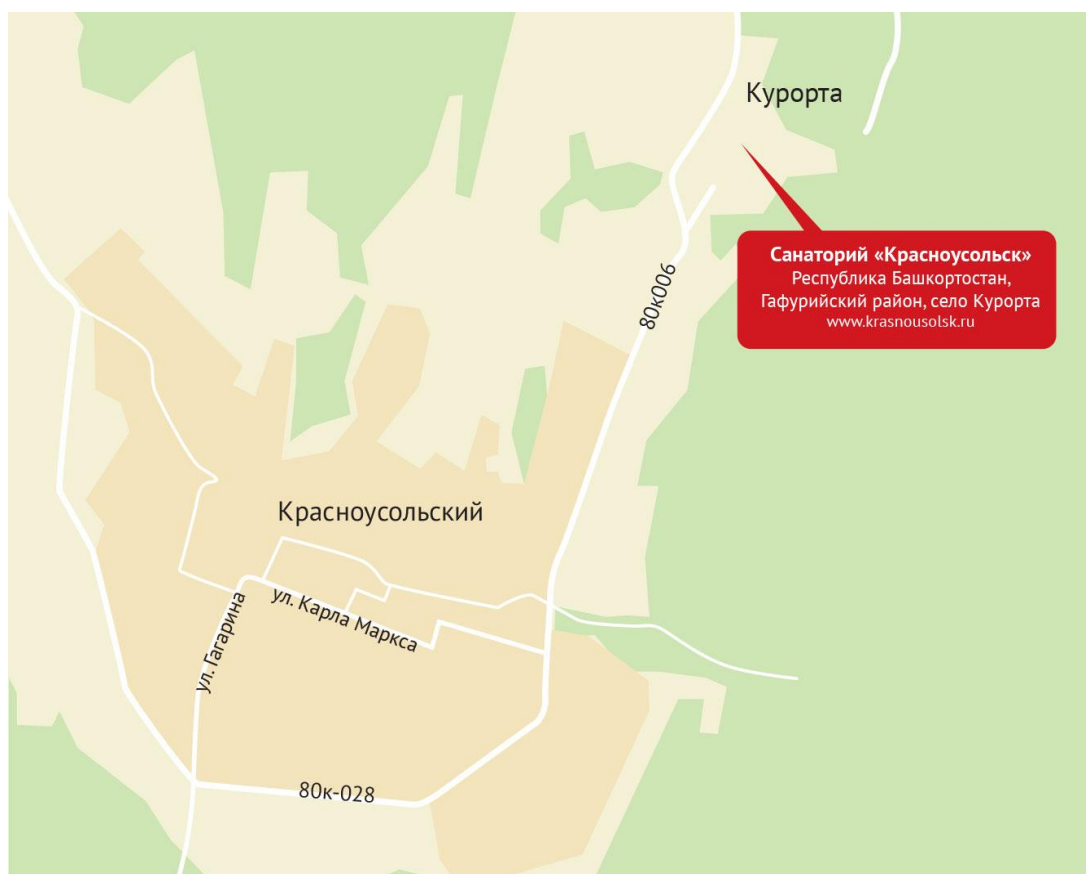 Курорта
Санаторий «Красноусольск»
Республика Башкортостан,
Гафурийский район, село Курорта
www.krasnousolsk.ru
80к006
Красноусольский
ул. Карла Маркса
ул. Гагарина
80к-028